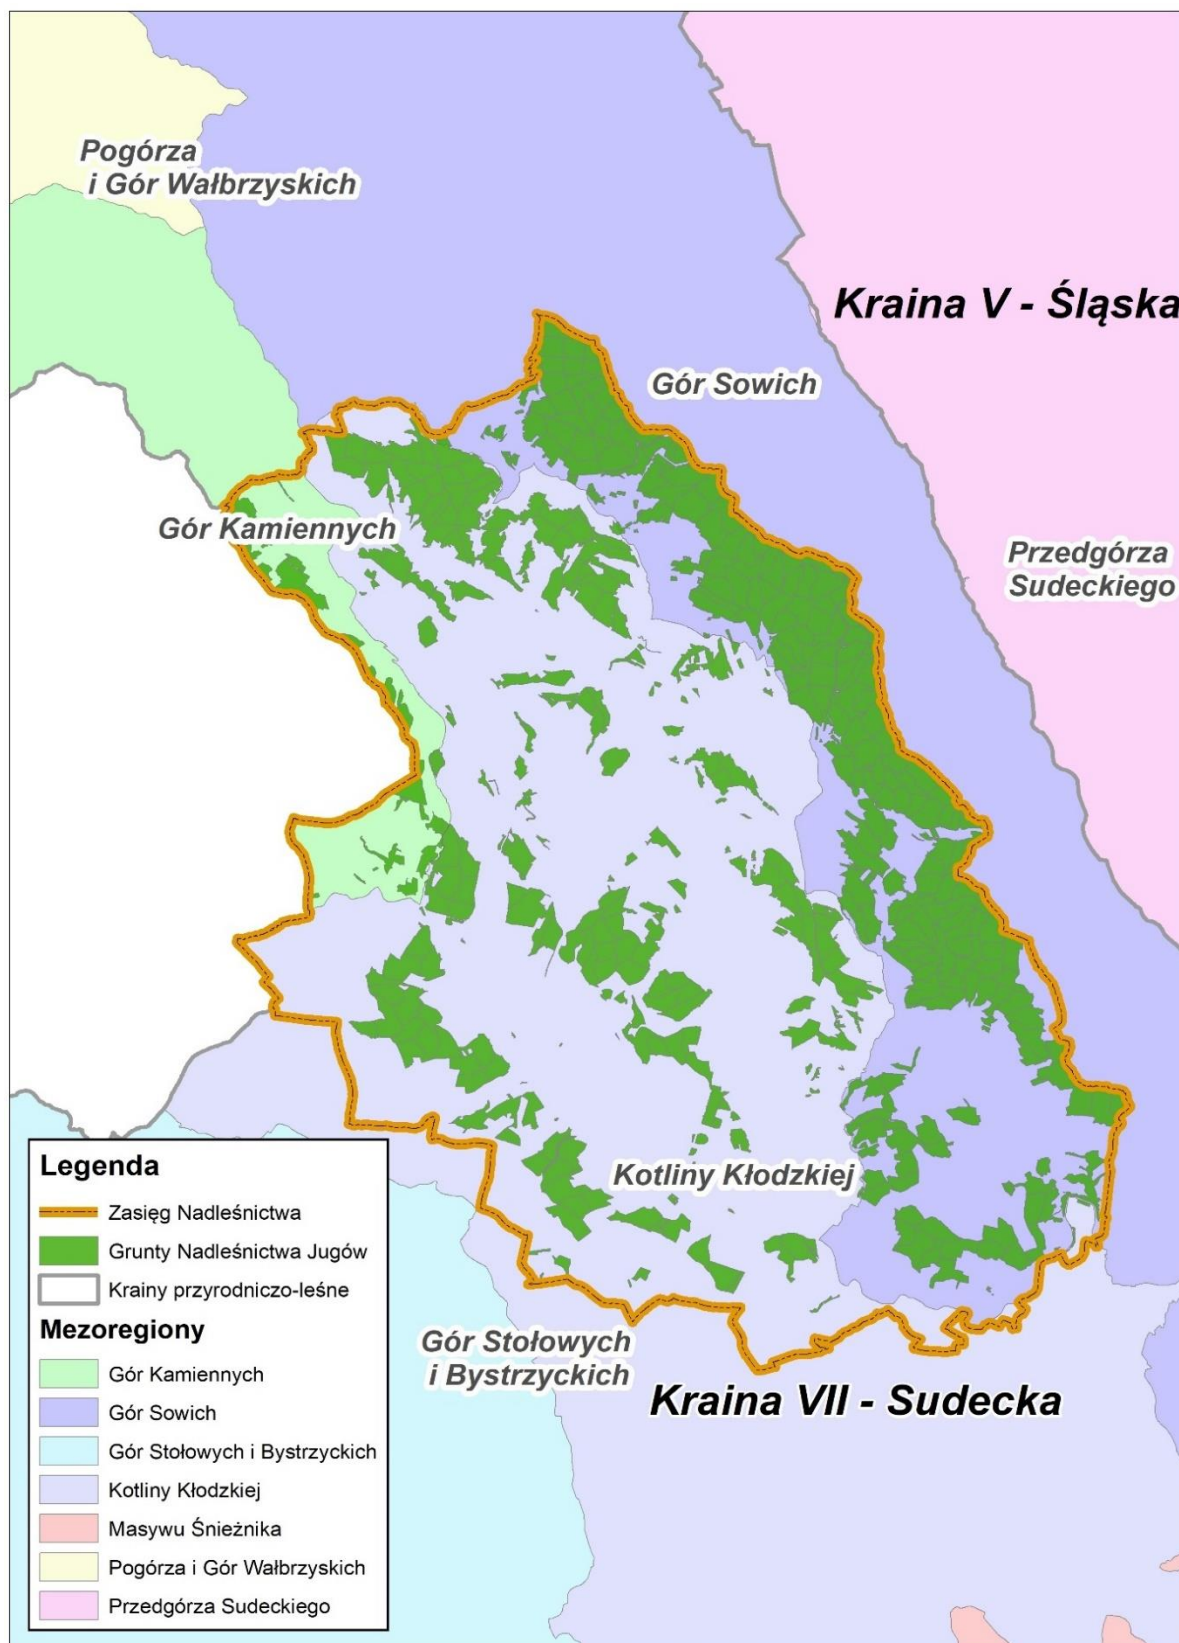 Pogórza
i Gór Wałbrzyskich
Kraina V - Śląska
Gór Sowich
Gór Kamiennych
Przedgórza
Sudeckiego
Kotliny Kłodzkiej
Gór Stołowych
i Bystrzyckich
Kraina VII - Sudecka
Legenda
Zasięg Nadleśnictwa
Grunty Nadleśnictwa Jugów
Krainy przyrodniczo-leśne
Mezoregiony
Gór Kamiennych
Gór Sowich
Gór Stołowych i Bystrzyckich
Kotliny Kłodzkiej
Masywu Śnieżnika
Pogórza i Gór Wałbrzyskich
Przedgórza Sudeckiego